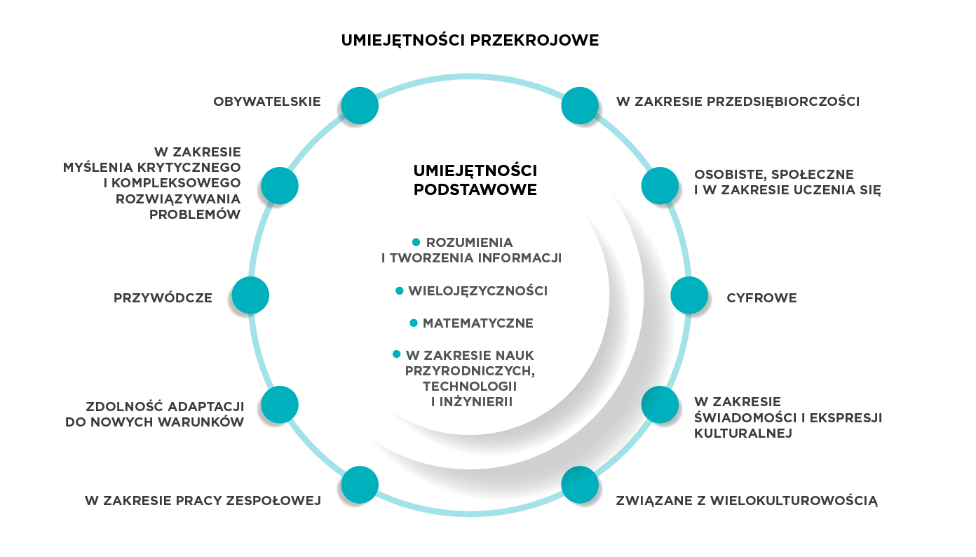 UMIEJĘTNOŚCI PRZEKROJOWE
OBYWATELSKIE
W ZAKRESIE
MYŚLENIA KRYTYCZNEGO
I KOMPLEKSOWEGO
ROZWIĄZYWANIA
PROBLEMÓW
PRZYWÓDCZE
ZDOLNOŚĆ ADAPTACJI
DO NOWYCH WARUNKÓW
W ZAKRESIE PRACY ZESPOŁOWEJ
UMIEJĘTNOŚCI
PODSTAWOWE
• ROZUMIENIA
I TWORZENIA INFORMACJI
• WIELOJĘZYCZNOŚCI
• MATEMATYCZNE
• W ZAKRESIE NAUK
PRZYRODNICZYCH,
TECHNOLOGII
I INŻYNIERII
W ZAKRESIE PRZEDSIĘBIORCZOŚCI
OSOBISTE, SPOŁECZNE
I W ZAKRESIE UCZENIA SIĘ
CYFROWE
W ZAKRESIE
ŚWIADOMOŚCI I EKSPRESJI
KULTURALNEJ
ZWIĄZANE Z WIELOKULTUROWOŚCIĄ